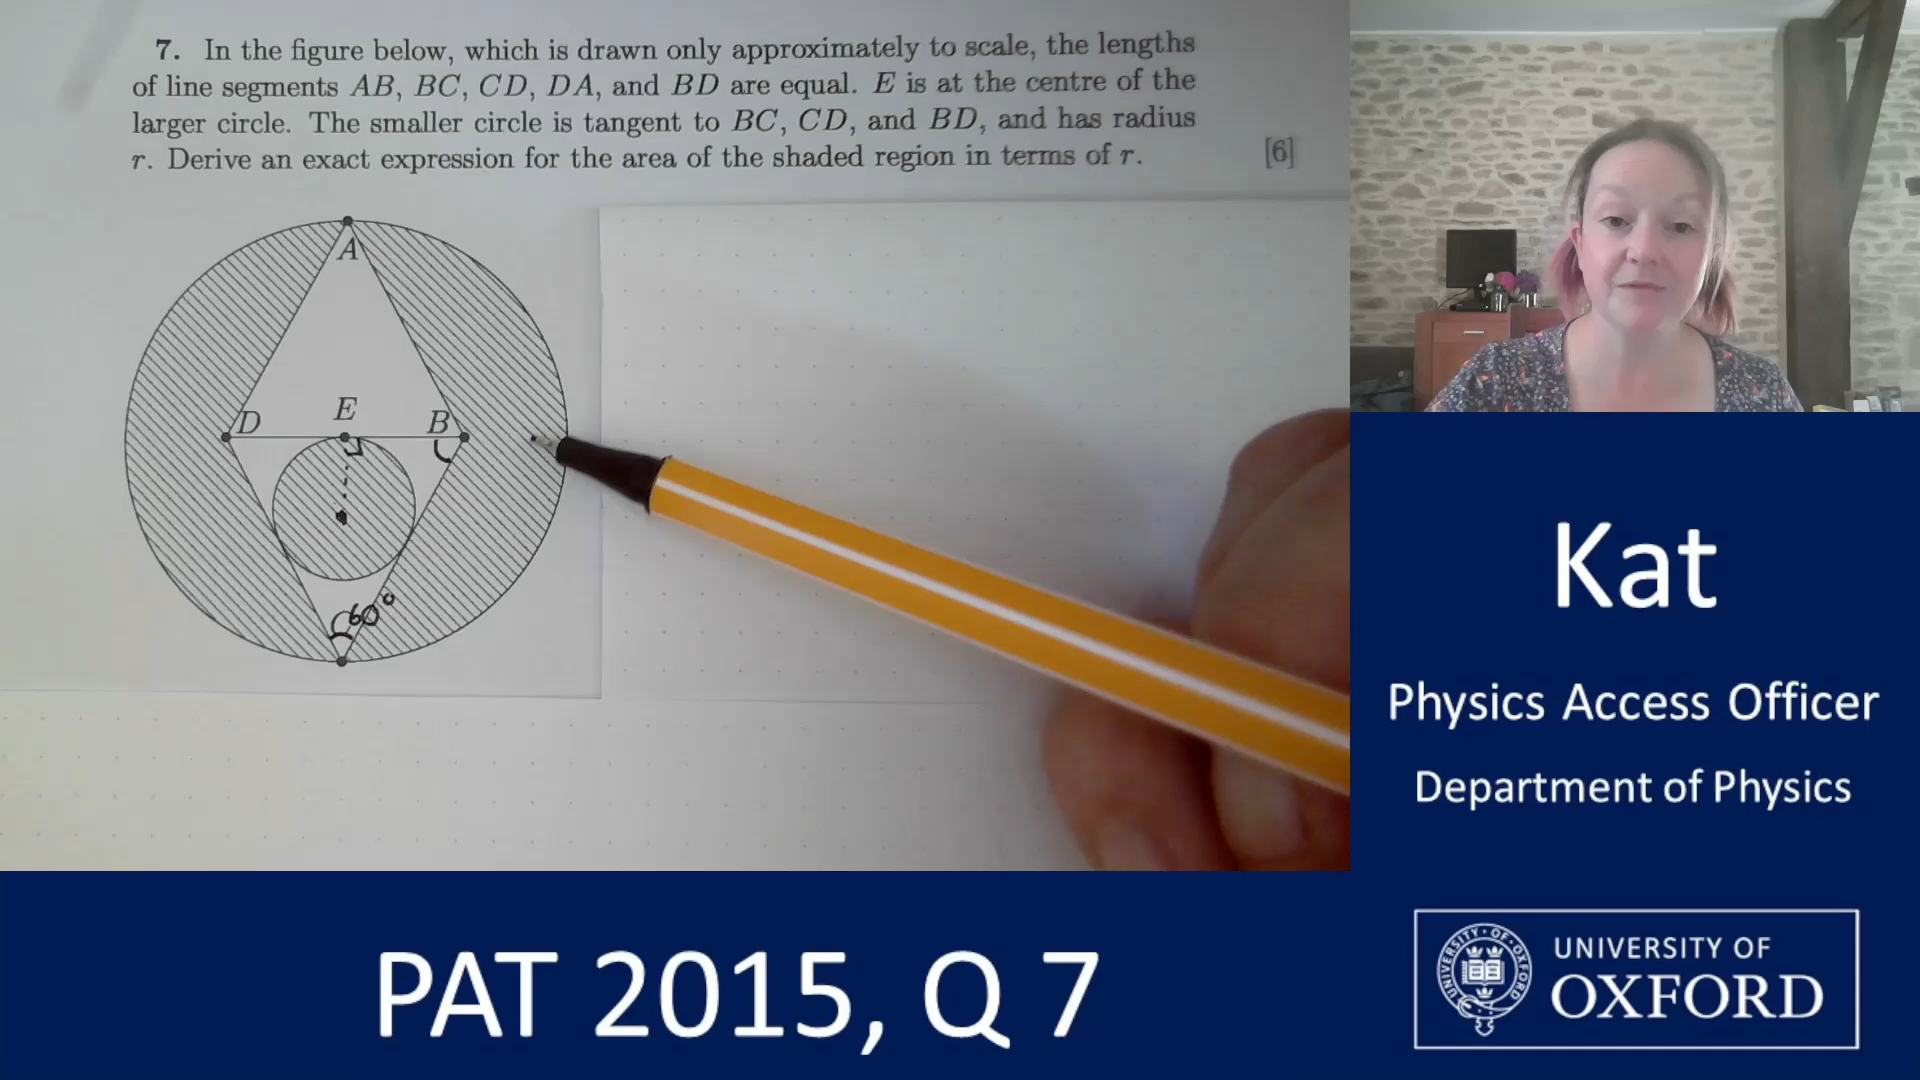 7. In the figure below, which is drawn only approximately to scale, the lengths
of line segments AB, BC, CD, DA, and BD are equal. E is at the centre of the
larger circle. The smaller circle is tangent to BC, CD, and BD, and has radius
r. Derive an exact expression for the area of the shaded region in terms of r. [6]
A
D E B
60°
Kat
Physics Access Officer
Department of Physics
PAT 2015, Q 7
UNIVERSITY OF
OXFORD